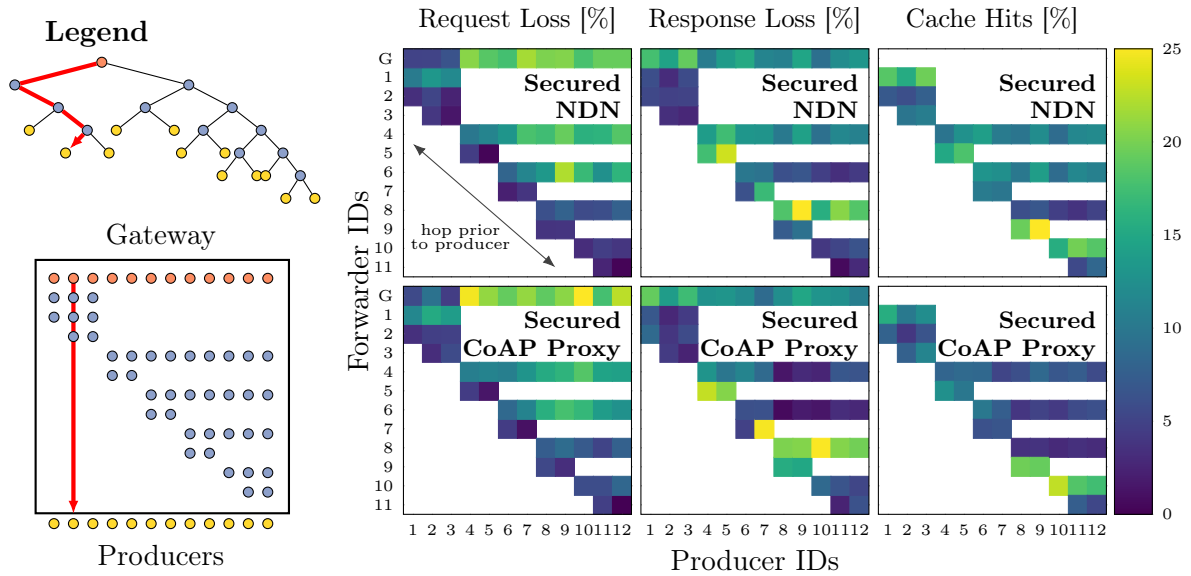 Legend
Gateway
Producers
Request Loss [%]
Response Loss [%]
Cache Hits [%]
Forwarder IDs
G
1
2
3
4
5
6
7
8
9
10
11
Secured
NDN
hop prior
to producer
Secured
NDN
Secured
NDN
25
20
15
10
5
0
G
1
2
3
4
5
6
7
8
9
10
11
Secured
CoAP Proxy
Secured
CoAP Proxy
Secured
CoAP Proxy
1 2 3 4 5 6 7 8 9 10 11 12
1 2 3 4 5 6 7 8 9 10 11 12
1 2 3 4 5 6 7 8 9 10 11 12
Producer IDs